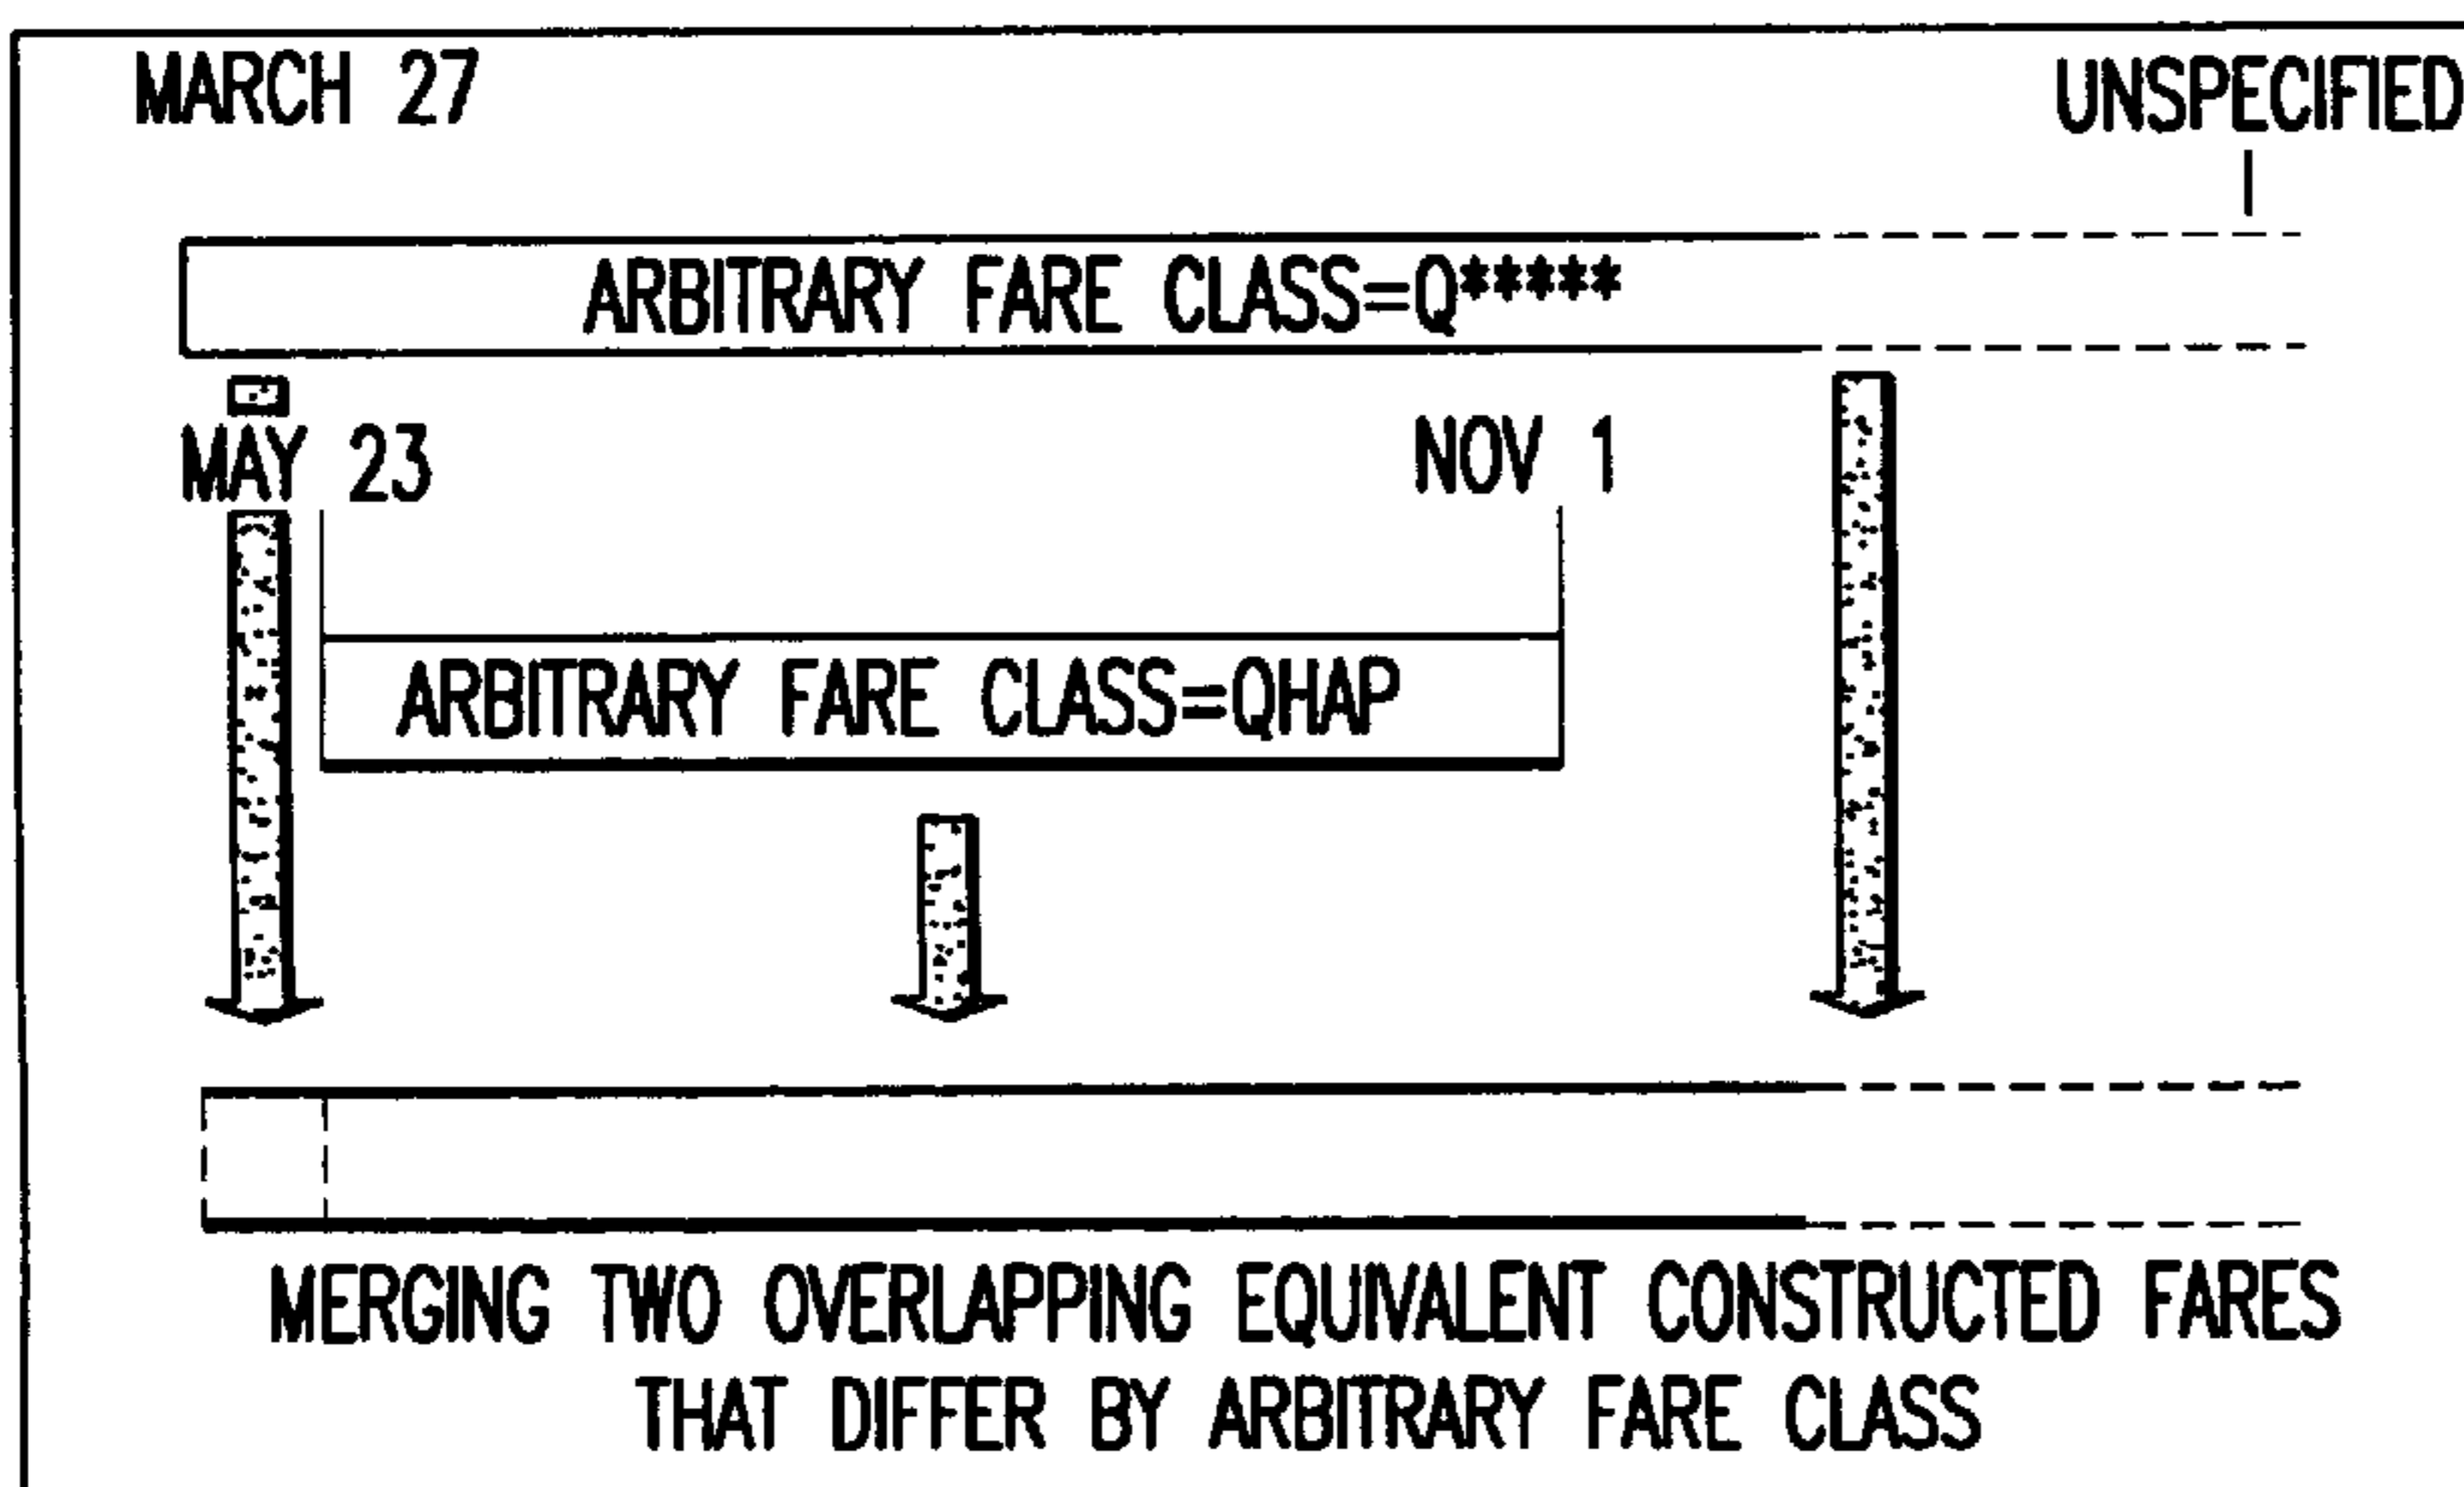 MARCH 27 UNSPECIFIED
ARBITRARY FARE CLASS=Q*****
MAY 23 NOV 1
ARBITRARY FARE CLASS=QHAP
MERGING TWO OVERLAPPING EQUIVALENT CONSTRUCTED FARES
THAT DIFFER BY ARBITRARY FARE CLASS